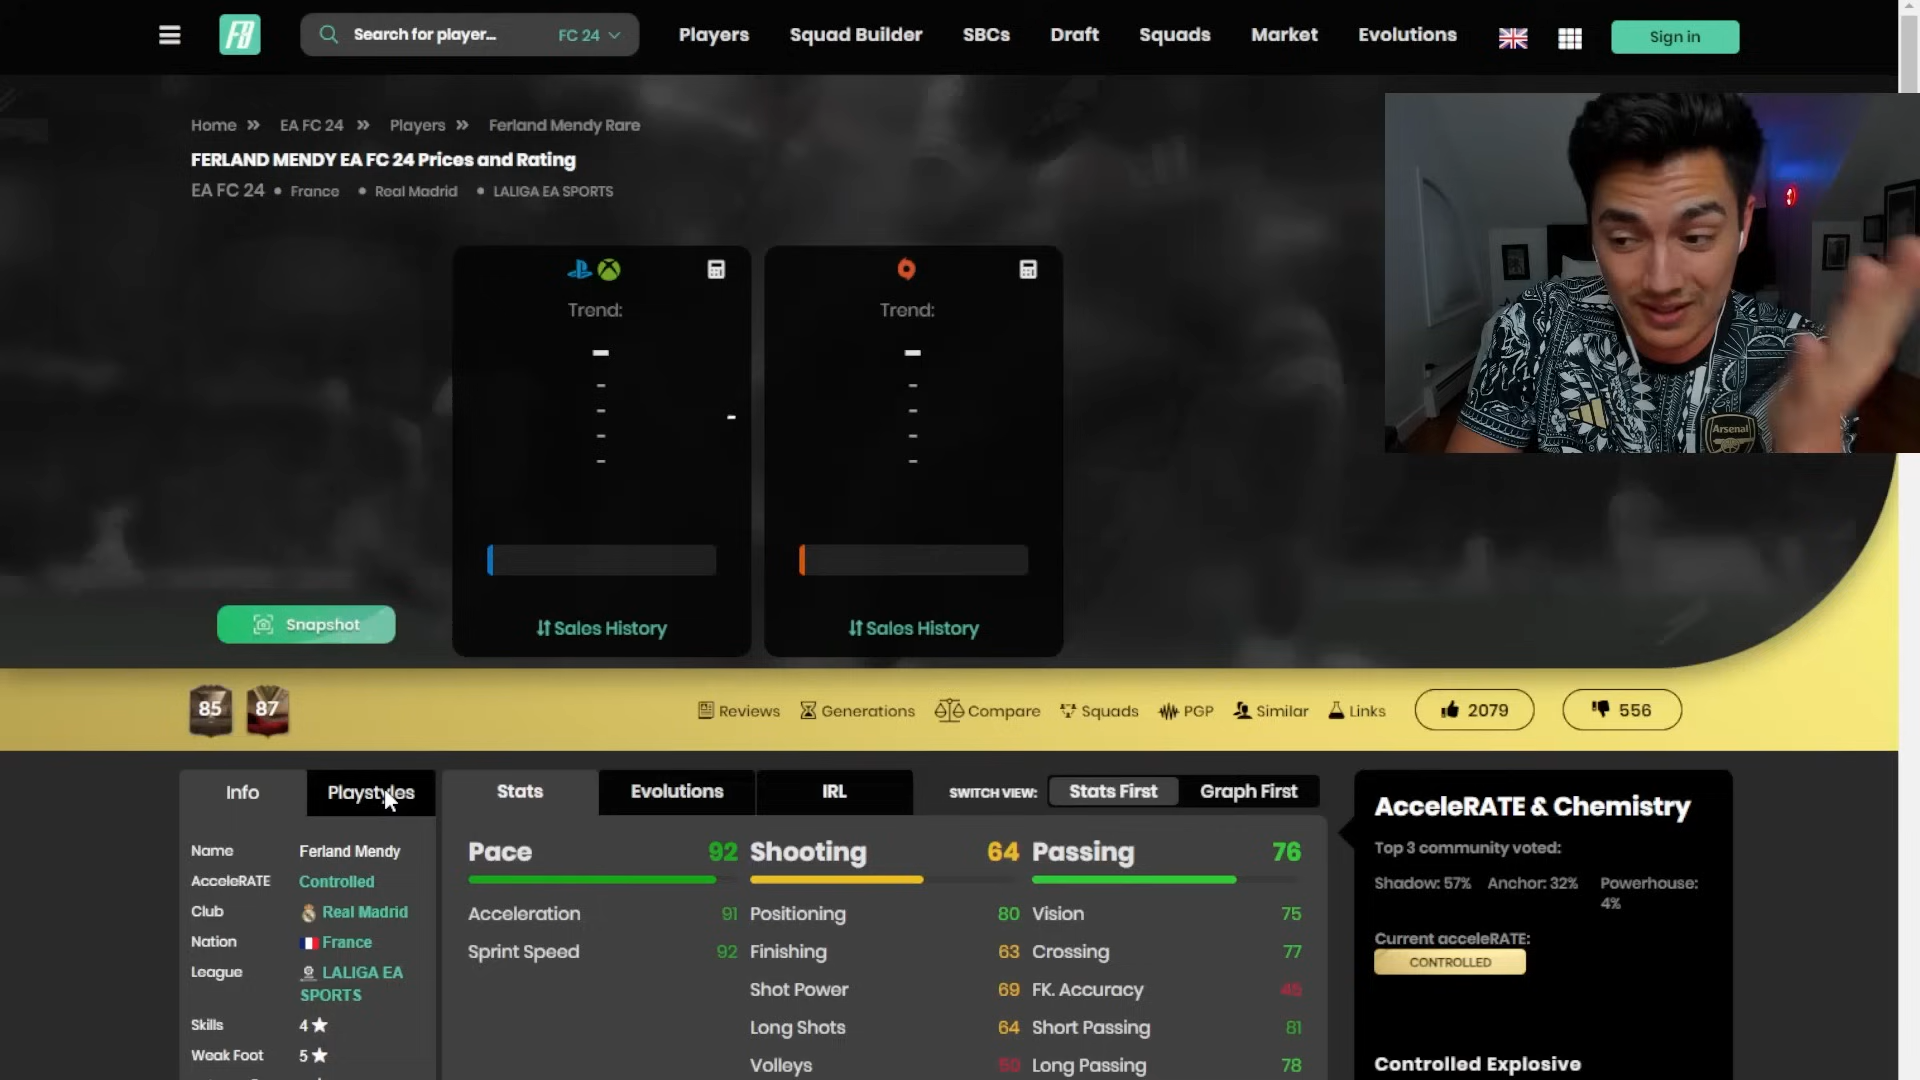 FB Search for player... FC 24 Players Squad Builder SBCs Draft Squads Market Evolutions Sign in
Home » EA FC 24 » Players » Ferland Mendy Rare
FERLAND MENDY EA FC 24 Prices and Rating
EA FC 24 • France • Real Madrid • LALIGA EA SPORTS
Trend: Trend:
Arsenal
Sales History Sales History
Snapshot
85 87 Reviews Generations Compare Squads PGP Similar Links 2079 556
Info Playstyles Stats Evolutions IRL SWITCH VIEW: Stats First Graph First
AcceleRATE & Chemistry
Top 3 community voted:
Shadow: 57% Anchor: 32% Powerhouse:
4%
Current acceleRATE:
CONTROLLED
Controlled Explosive
Name Ferland Mendy
AcceleRATE Controlled
Club Real Madrid
Nation France
League LALIGA EA
SPORTS
Skills 4★
Weak Foot 5★
Pace 92
Acceleration 91
Sprint Speed 92
Shooting 64
Positioning 80
Finishing 63
Shot Power 69
Long Shots 64
Volleys 50
Passing 76
Vision 75
Crossing 77
FK. Accuracy 45
Short Passing 81
Long Passing 78